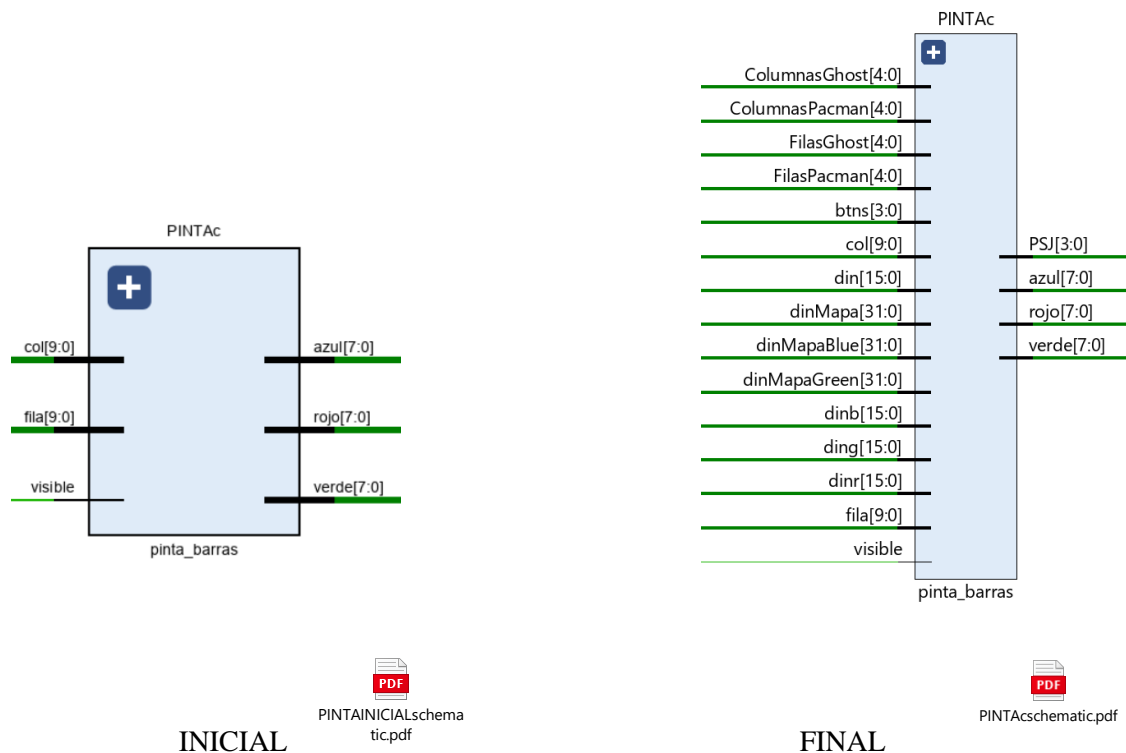 PINTAc
col[9:0]
fila[9:0]
visible
azul[7:0]
rojo[7:0]
verde[7:0]
pinta_barras
PDF
PINTAINICIALschema
tic.pdf
INICIAL
PINTAc
ColumnasGhost[4:0]
ColumnasPacman[4:0]
FilasGhost[4:0]
FilasPacman[4:0]
btns[3:0]
col[9:0]
din[15:0]
dinMapa[31:0]
dinMapaBlue[31:0]
dinMapaGreen[31:0]
dinb[15:0]
ding[15:0]
dinr[15:0]
fila[9:0]
visible
PSJ[3:0]
azul[7:0]
rojo[7:0]
verde[7:0]
pinta_barras
PDF
PINTAcschematic.pdf
FINAL